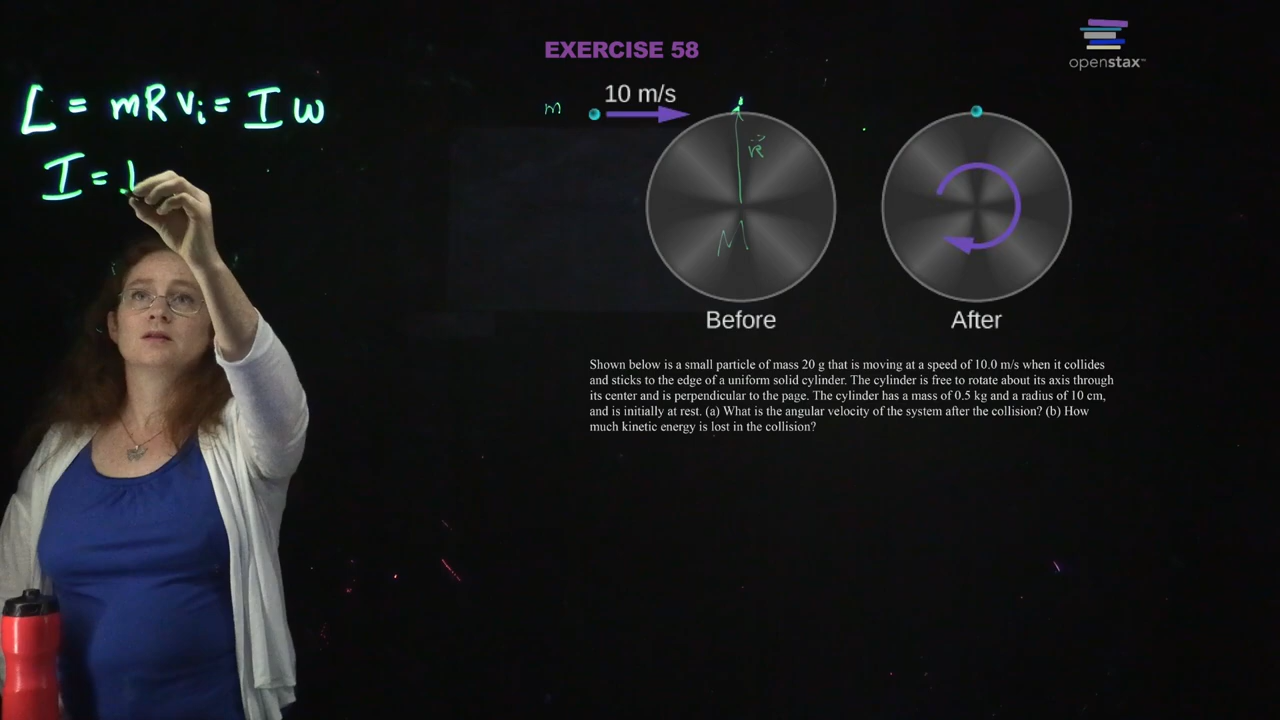 EXERCISE 58
openstax™
L = mRvᵢ = Iω
I =
m
10 m/s
R
M
Before
After
Shown below is a small particle of mass 20 g that is moving at a speed of 10.0 m/s when it collides
and sticks to the edge of a uniform solid cylinder. The cylinder is free to rotate about its axis through
its center and is perpendicular to the page. The cylinder has a mass of 0.5 kg and a radius of 10 cm,
and is initially at rest. (a) What is the angular velocity of the system after the collision? (b) How
much kinetic energy is lost in the collision?